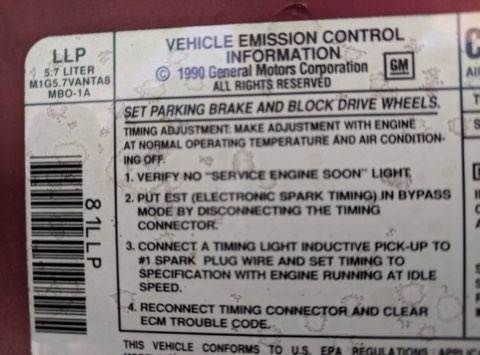 LLP
5.7 LITER
M1G5.7VANTA8
MBO-1A
VEHICLE EMISSION CONTROL
INFORMATION
© 1990 General Motors Corporation
ALL RIGHTS RESERVED
GM
SET PARKING BRAKE AND BLOCK DRIVE WHEELS.
TIMING ADJUSTMENT: MAKE ADJUSTMENT WITH ENGINE
AT NORMAL OPERATING TEMPERATURE AND AIR CONDITION-
ING OFF.
1. VERIFY NO "SERVICE ENGINE SOON" LIGHT.
2. PUT EST (ELECTRONIC SPARK TIMING) IN BYPASS
MODE BY DISCONNECTING THE TIMING
CONNECTOR.
3. CONNECT A TIMING LIGHT INDUCTIVE PICK-UP TO
#1 SPARK PLUG WIRE AND SET TIMING TO
SPECIFICATION WITH ENGINE RUNNING AT IDLE
SPEED.
4. RECONNECT TIMING CONNECTOR AND CLEAR
ECM TROUBLE CODE.
THIS VEHICLE CONFORMS TO U.S. EPA REGULATIONS
81LLP